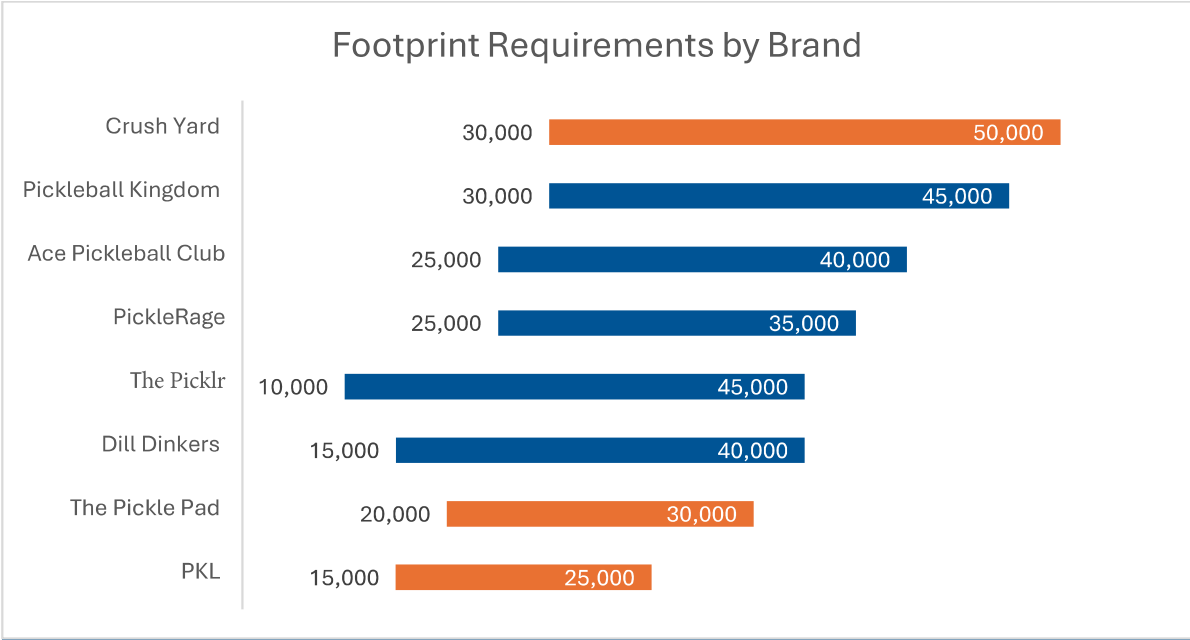 Footprint Requirements by Brand
Crush Yard 30,000 50,000
Pickleball Kingdom 30,000 45,000
Ace Pickleball Club 25,000 40,000
PickleRage 25,000 35,000
The Picklr 10,000 45,000
Dill Dinkers 15,000 40,000
The Pickle Pad 20,000 30,000
PKL 15,000 25,000